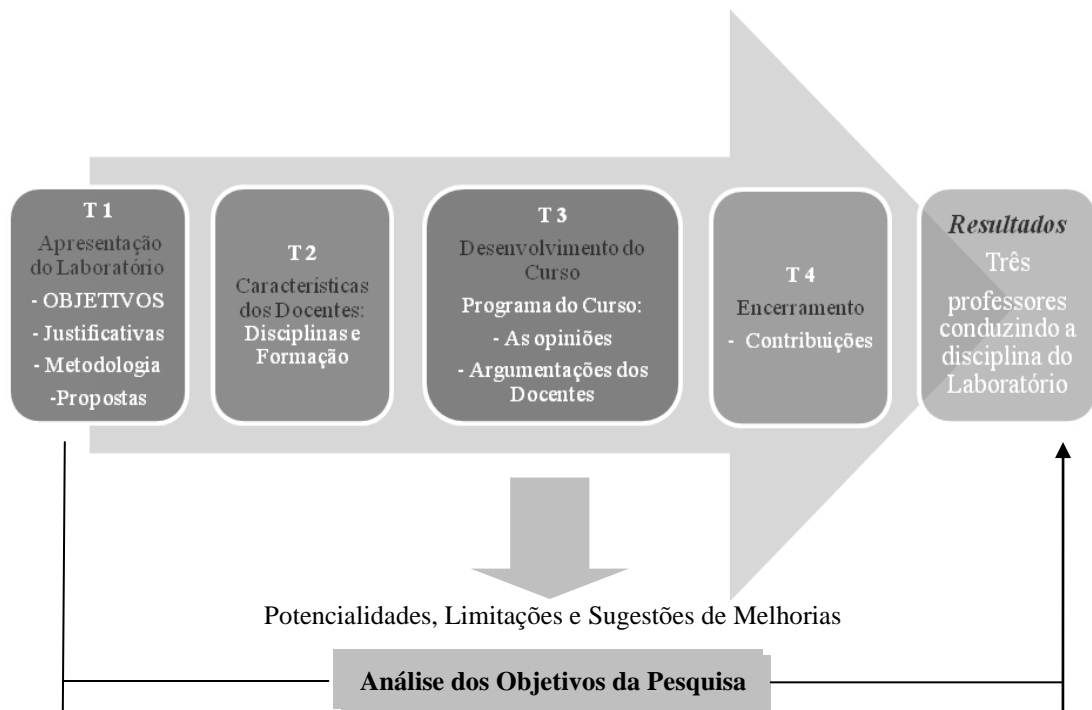 T 1
Apresentação
do Laboratório
- OBJETIVOS
- Justificativas
- Metodologia
-Propostas
T 2
Características
dos Docentes:
Disciplinas e
Formação
T 3
Desenvolvimento do
Curso
Programa do Curso:
- As opiniões
- Argumentações dos
Docentes
T 4
Encerramento
- Contribuições
Resultados
Três
professores
conduzindo a
disciplina do
Laboratório
Potencialidades, Limitações e Sugestões de Melhorias
Análise dos Objetivos da Pesquisa